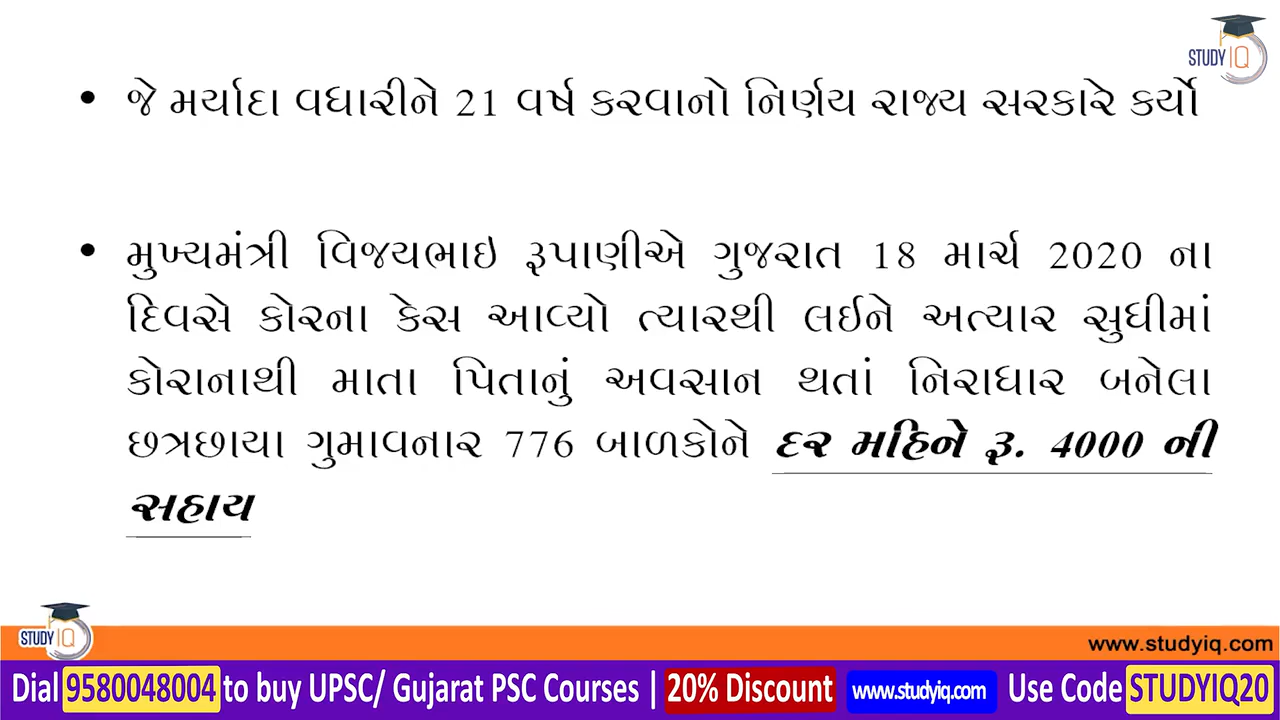 STUDY IQ
• જે મર્યાદા વધારીને 21 વર્ષ કરવાનો નિર્ણય રાજ્ય સરકારે કર્યો
• મુખ્યમંત્રી વિજયભાઇ રૂપાણીએ ગુજરાત 18 માર્ચ 2020 ના
દિવસે કોરના કેસ આવ્યો ત્યારથી લઈને અત્યાર સુધીમાં
કોરાનાથી માતા પિતાનું અવસાન થતાં નિરાધાર બનેલા
છત્રછાયા ગુમાવનાર 776 બાળકોને દર મહિને રૂ. 4000 ની
સહાય
STUDY IQ
www.studyiq.com
Dial 9580048004 to buy UPSC/ Gujarat PSC Courses | 20% Discount www.studyiq.com Use Code STUDYIQ20